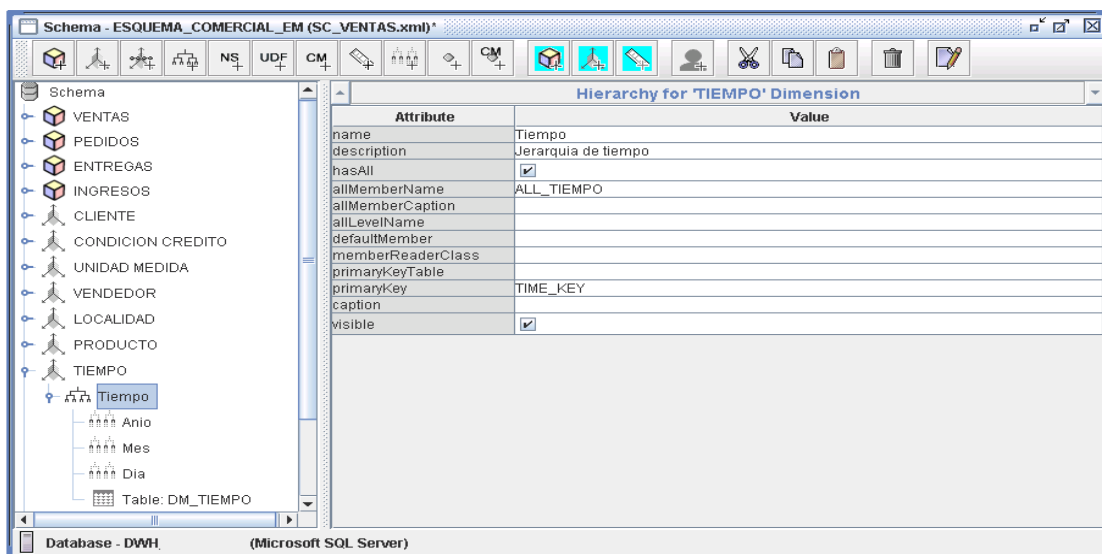 Schema - ESQUEMA_COMERCIAL_EM (SC_VENTAS.xml)*
NS UDF CM CM
Schema
VENTAS
PEDIDOS
ENTREGAS
INGRESOS
CLIENTE
CONDICION CREDITO
UNIDAD MEDIDA
VENDEDOR
LOCALIDAD
PRODUCTO
TIEMPO
Tiempo
Anio
Mes
Dia
Table: DM_TIEMPO
Hierarchy for 'TIEMPO' Dimension
Attribute Value
name Tiempo
description Jerarquia de tiempo
hasAll
allMemberName ALL_TIEMPO
allMemberCaption
allLevelName
defaultMember
memberReaderClass
primaryKeyTable
primaryKey TIME_KEY
caption
visible
Database - DWH (Microsoft SQL Server)